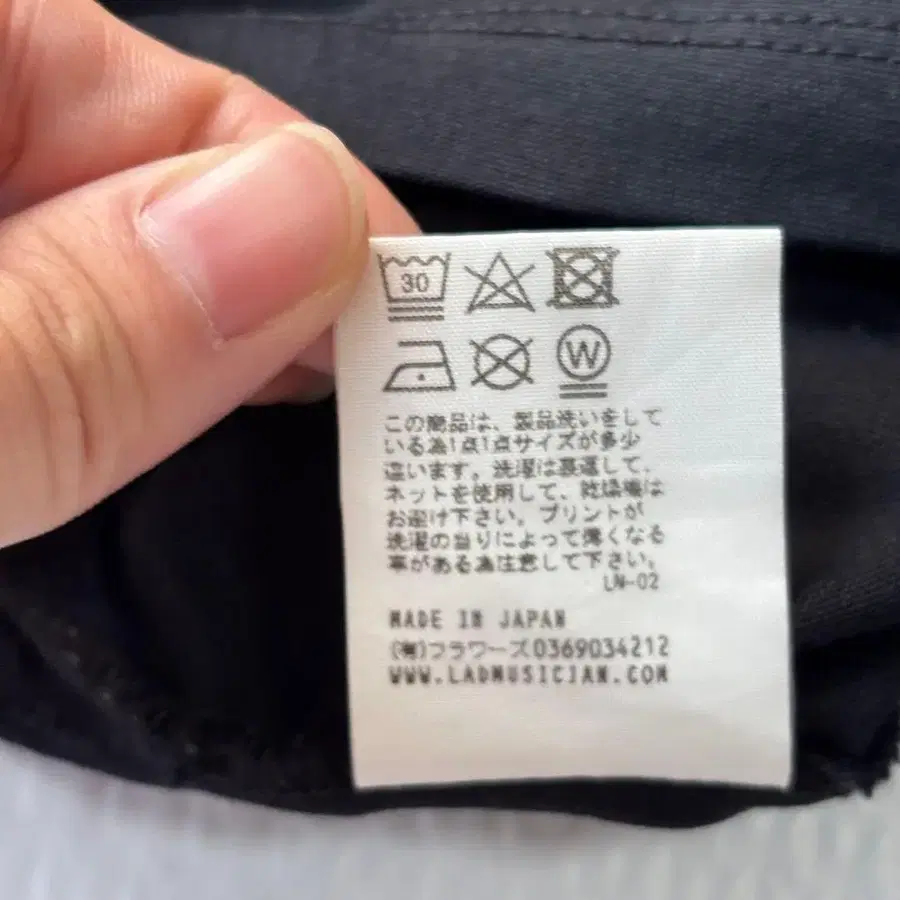 30
W
この商品は、製品洗いをして
いる為1点1点サイズが多少
違います。洗濯は裏返して、
ネットを使用して、乾燥機は
お避け下さい。プリントが
洗濯の当りによって薄くなる
事がある為注意して下さい。
LN-02
MADE IN JAPAN
(有)フラワーズ0369034212
WWW.LADMUSICIAN.COM